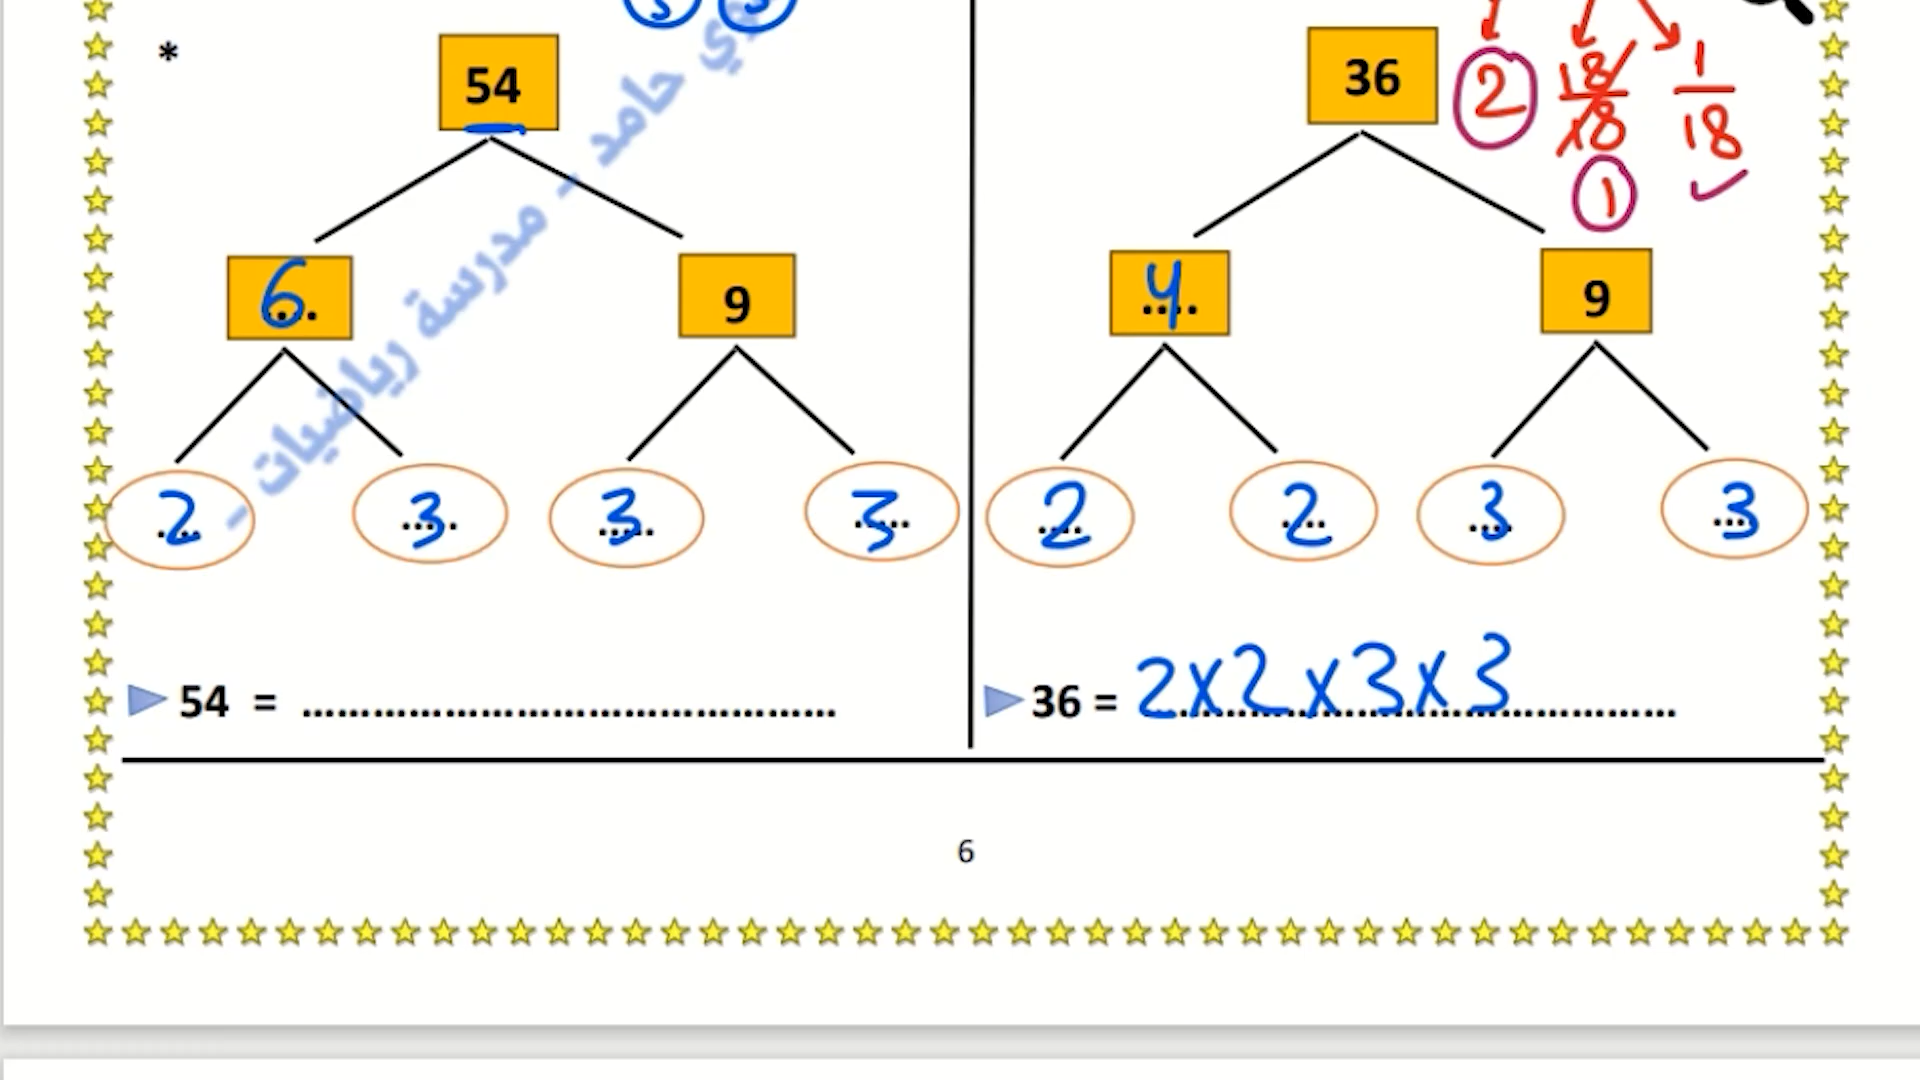 *
54
36
2
18/18
1/18
1
6....
9
4....
9
2 3 3 3
2 2 3 3
54 = ............................................
36 = 2x2x3x3
- مدرسة رياضيات -
حامد
6